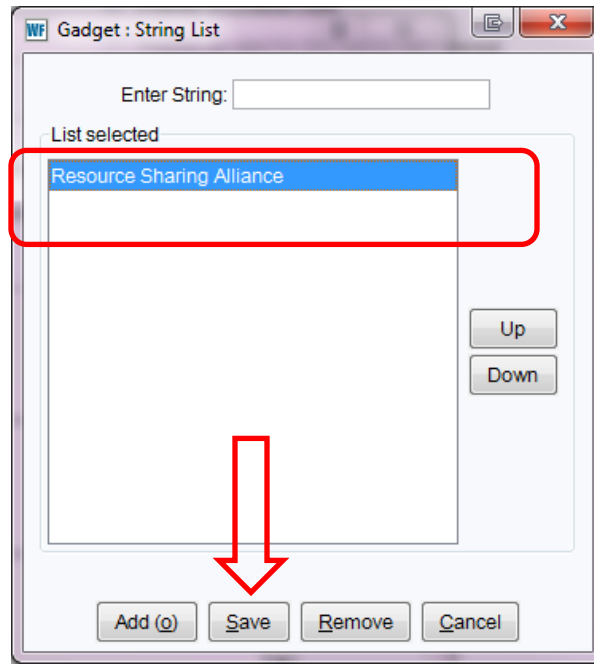 WF Gadget : String List
Enter String:
List selected
Resource Sharing Alliance
Up
Down
Add (o) Save Remove Cancel